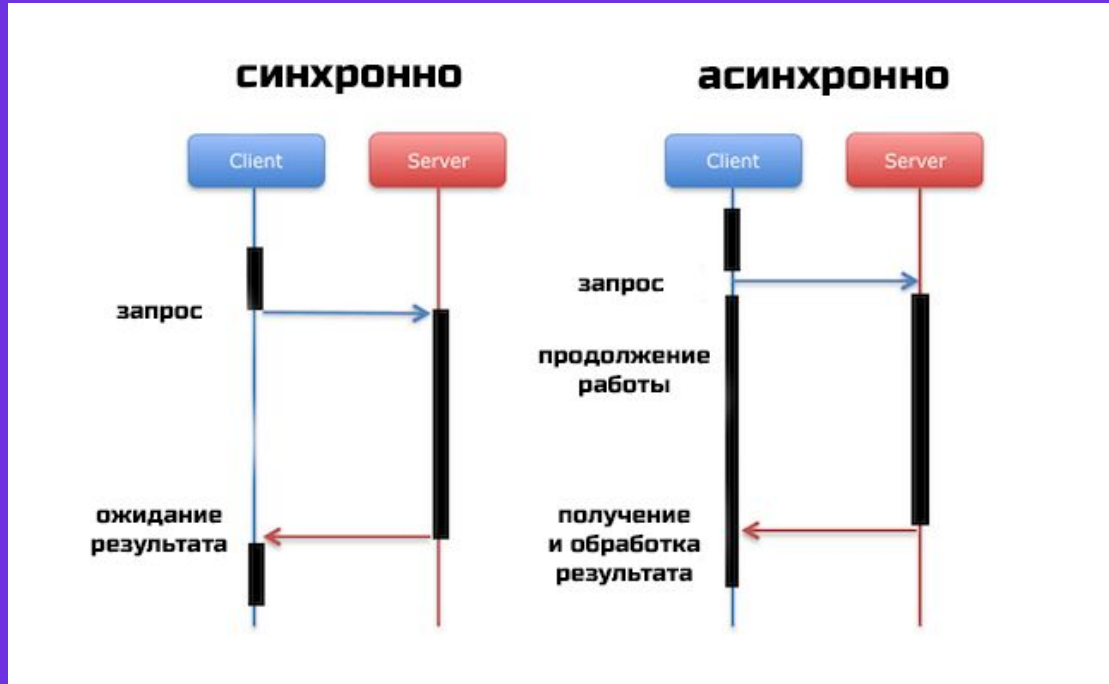 синхронно
Client
Server
запрос
ожидание
результата
асинхронно
Client
Server
запрос
продолжение
работы
получение
и обработка
результата